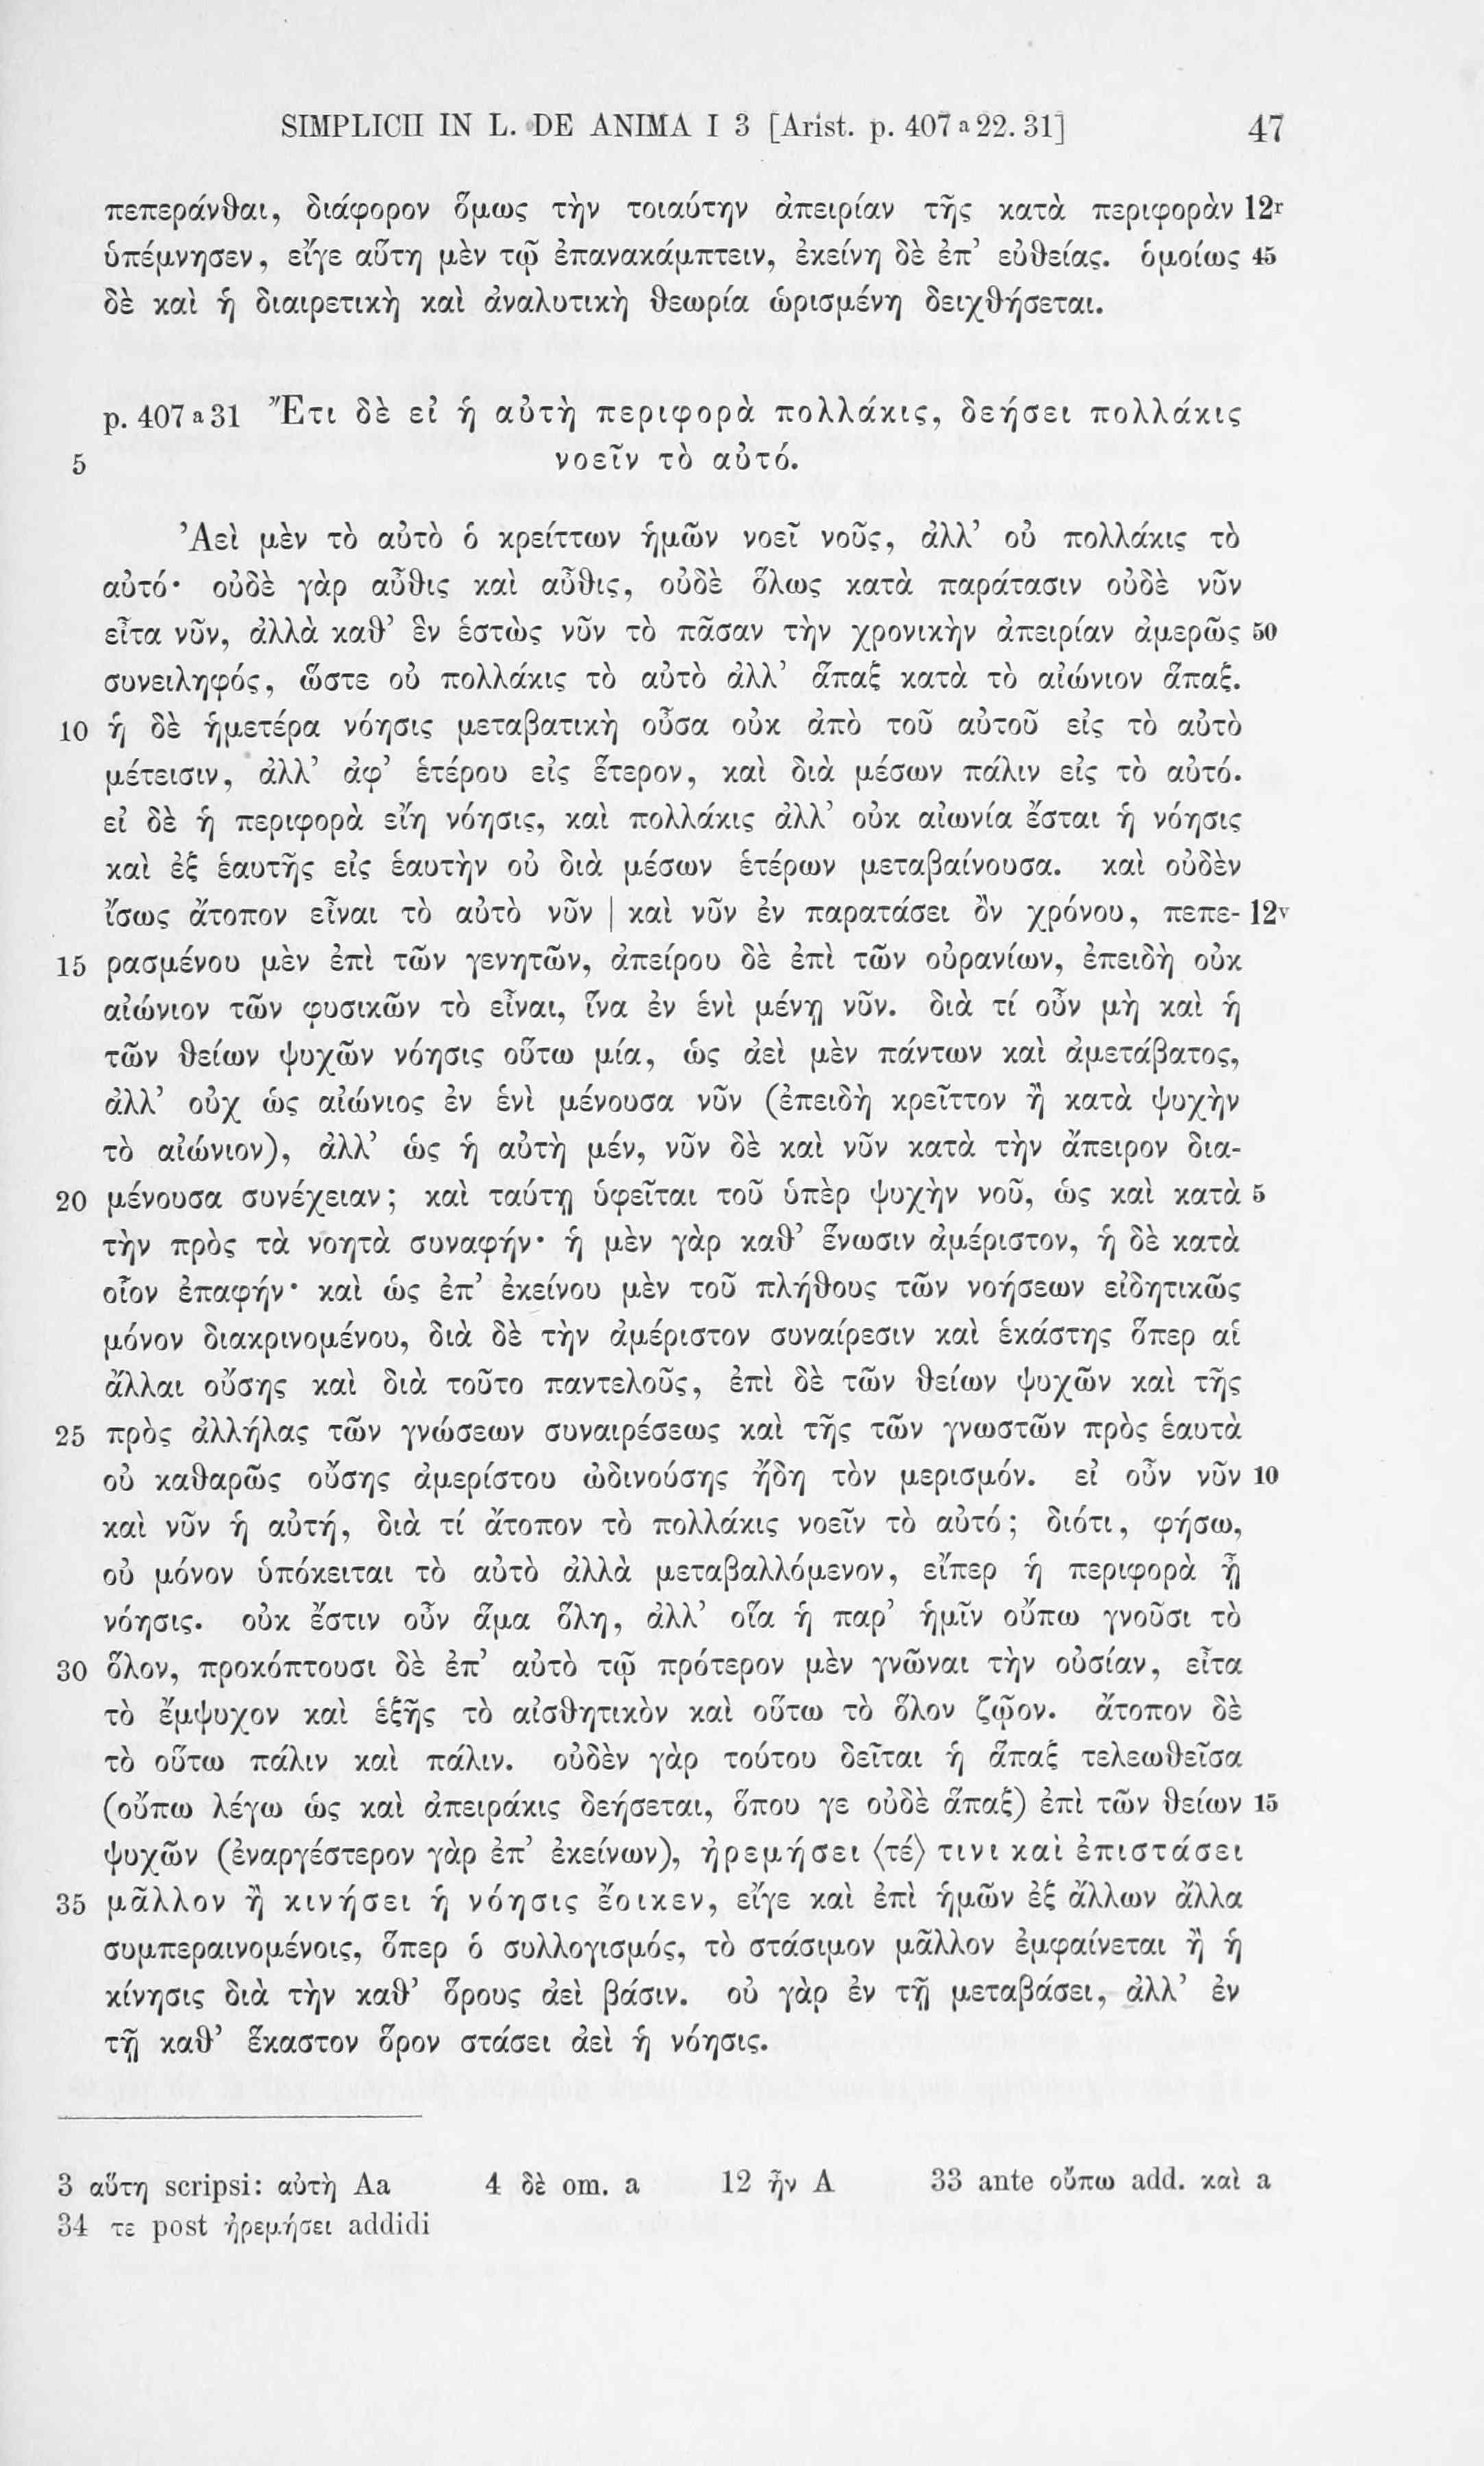 SIMPLICII IN L. DE ANIMA I 3 [Arist. p. 407 a 22. 31] 47
πεπεράνθαι, διάφορον ὅμως τὴν τοιαύτην ἀπειρίαν τῆς κατὰ περιφορὰν 12r
ὑπέμνησεν, εἴγε αὕτη μὲν τῷ ἐπανακάμπτειν, ἐκείνη δὲ ἐπ’ εὐθείας. ὁμοίως 45
δὲ καὶ ἡ διαιρετικὴ καὶ ἀναλυτικὴ θεωρία ὡρισμένη δειχθήσεται.
p. 407 a 31 Ἔτι δὲ εἰ ἡ αὐτὴ περιφορὰ πολλάκις, δεήσει πολλάκις
5 νοεῖν τὸ αὐτό.
Ἀεὶ μὲν τὸ αὐτὸ ὁ κρείττων ἡμῶν νοεῖ νοῦς, ἀλλ’ οὐ πολλάκις τὸ
αὐτό· οὐδὲ γὰρ αὖθις καὶ αὖθις, οὐδὲ ὅλως κατὰ παράτασιν οὐδὲ νῦν
εἶτα νῦν, ἀλλὰ καθ’ ἓν ἑστὼς νῦν τὸ πᾶσαν τὴν χρονικὴν ἀπειρίαν ἀμερῶς 50
συνειληφός, ὥστε οὐ πολλάκις τὸ αὐτὸ ἀλλ’ ἅπαξ κατὰ τὸ αἰώνιον ἅπαξ.
10 ἡ δὲ ἡμετέρα νόησις μεταβατικὴ οὖσα οὐκ ἀπὸ τοῦ αὐτοῦ εἰς τὸ αὐτὸ
μέτεισιν, ἀλλ’ ἀφ’ ἑτέρου εἰς ἕτερον, καὶ διὰ μέσων πάλιν εἰς τὸ αὐτό.
εἰ δὲ ἡ περιφορὰ εἴη νόησις, καὶ πολλάκις ἀλλ’ οὐκ αἰωνία ἔσται ἡ νόησις
καὶ ἐξ ἑαυτῆς εἰς ἑαυτὴν οὐ διὰ μέσων ἑτέρων μεταβαίνουσα. καὶ οὐδὲν
ἴσως ἄτοπον εἶναι τὸ αὐτὸ νῦν | καὶ νῦν ἐν παρατάσει ὂν χρόνου, πεπε- 12v
15 ρασμένου μὲν ἐπὶ τῶν γενητῶν, ἀπείρου δὲ ἐπὶ τῶν οὐρανίων, ἐπειδὴ οὐκ
αἰώνιον τῶν φυσικῶν τὸ εἶναι, ἵνα ἐν ἑνὶ μένῃ νῦν. διὰ τί οὖν μὴ καὶ ἡ
τῶν θείων ψυχῶν νόησις οὕτω μία, ὡς ἀεὶ μὲν πάντων καὶ ἀμετάβατος,
ἀλλ’ οὐχ ὡς αἰώνιος ἐν ἑνὶ μένουσα νῦν (ἐπειδὴ κρεῖττον ἢ κατὰ ψυχὴν
τὸ αἰώνιον), ἀλλ’ ὡς ἡ αὐτὴ μέν, νῦν δὲ καὶ νῦν κατὰ τὴν ἄπειρον δια-
20 μένουσα συνέχειαν; καὶ ταύτῃ ὑφεῖται τοῦ ὑπὲρ ψυχὴν νοῦ, ὡς καὶ κατὰ 5
τὴν πρὸς τὰ νοητὰ συναφήν· ἡ μὲν γὰρ καθ’ ἕνωσιν ἀμέριστον, ἡ δὲ κατὰ
οἷον ἐπαφήν· καὶ ὡς ἐπ’ ἐκείνου μὲν τοῦ πλήθους τῶν νοήσεων εἰδητικῶς
μόνον διακρινομένου, διὰ δὲ τὴν ἀμέριστον συναίρεσιν καὶ ἑκάστης ὅπερ αἱ
ἄλλαι οὔσης καὶ διὰ τοῦτο παντελοῦς, ἐπὶ δὲ τῶν θείων ψυχῶν καὶ τῆς
25 πρὸς ἀλλήλας τῶν γνώσεων συναιρέσεως καὶ τῆς τῶν γνωστῶν πρὸς ἑαυτὰ
οὐ καθαρῶς οὔσης ἀμερίστου ὠδινούσης ἤδη τὸν μερισμόν. εἰ οὖν νῦν 10
καὶ νῦν ἡ αὐτή, διὰ τί ἄτοπον τὸ πολλάκις νοεῖν τὸ αὐτό; διότι, φήσω,
οὐ μόνον ὑπόκειται τὸ αὐτὸ ἀλλὰ μεταβαλλόμενον, εἴπερ ἡ περιφορὰ ᾖ
νόησις. οὐκ ἔστιν οὖν ἅμα ὅλη, ἀλλ’ οἵα ἡ παρ’ ἡμῖν οὔπω γνοῦσι τὸ
30 ὅλον, προκόπτουσι δὲ ἐπ’ αὐτὸ τῷ πρότερον μὲν γνῶναι τὴν οὐσίαν, εἶτα
τὸ ἔμψυχον καὶ ἑξῆς τὸ αἰσθητικὸν καὶ οὕτω τὸ ὅλον ζῷον. ἄτοπον δὲ
τὸ οὕτω πάλιν καὶ πάλιν. οὐδὲν γὰρ τούτου δεῖται ἡ ἅπαξ τελεωθεῖσα
(οὔπω λέγω ὡς καὶ ἀπειράκις δεήσεται, ὅπου γε οὐδὲ ἅπαξ) ἐπὶ τῶν θείων 15
ψυχῶν (ἐναργέστερον γὰρ ἐπ’ ἐκείνων), ἠρεμήσει ⟨τέ⟩ τινι καὶ ἐπιστάσει
35 μᾶλλον ἢ κινήσει ἡ νόησις ἔοικεν, εἴγε καὶ ἐπὶ ἡμῶν ἐξ ἄλλων ἄλλα
συμπεραινομένοις, ὅπερ ὁ συλλογισμός, τὸ στάσιμον μᾶλλον ἐμφαίνεται ἢ ἡ
κίνησις διὰ τὴν καθ’ ὅρους ἀεὶ βάσιν. οὐ γὰρ ἐν τῇ μεταβάσει, ἀλλ’ ἐν
τῇ καθ’ ἕκαστον ὅρον στάσει ἀεὶ ἡ νόησις.
3 αὕτη scripsi: αὐτὴ Aa 4 δὲ om. a 12 ἦν A 33 ante οὔπω add. καὶ a
34 τε post ἠρεμήσει addidi